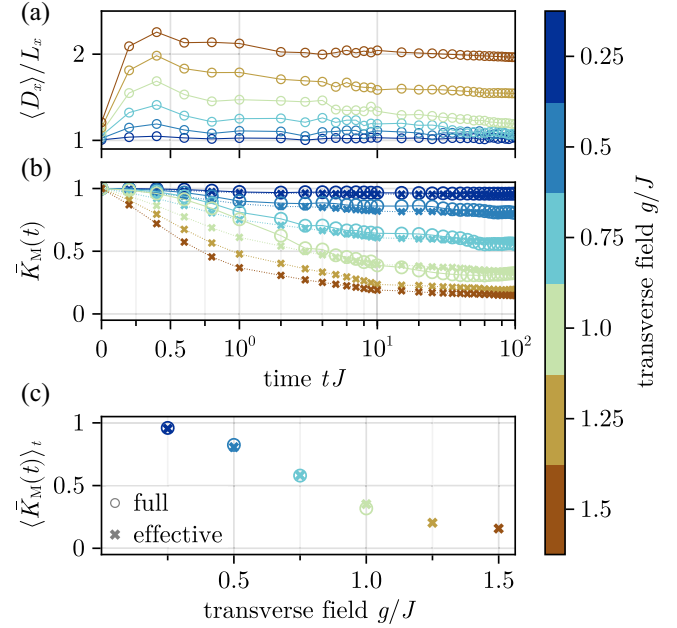 (a)
⟨D_x⟩/L_x
2
1
(b)
K̄_M(t)
1
0.5
0
0
0.5
10^0
10^1
10^2
time tJ
(c)
⟨K̄_M(t)⟩_t
1
0.5
0
full
effective
0.5
1.0
1.5
transverse field g/J
0.25
0.5
0.75
1.0
1.25
1.5
transverse field g/J